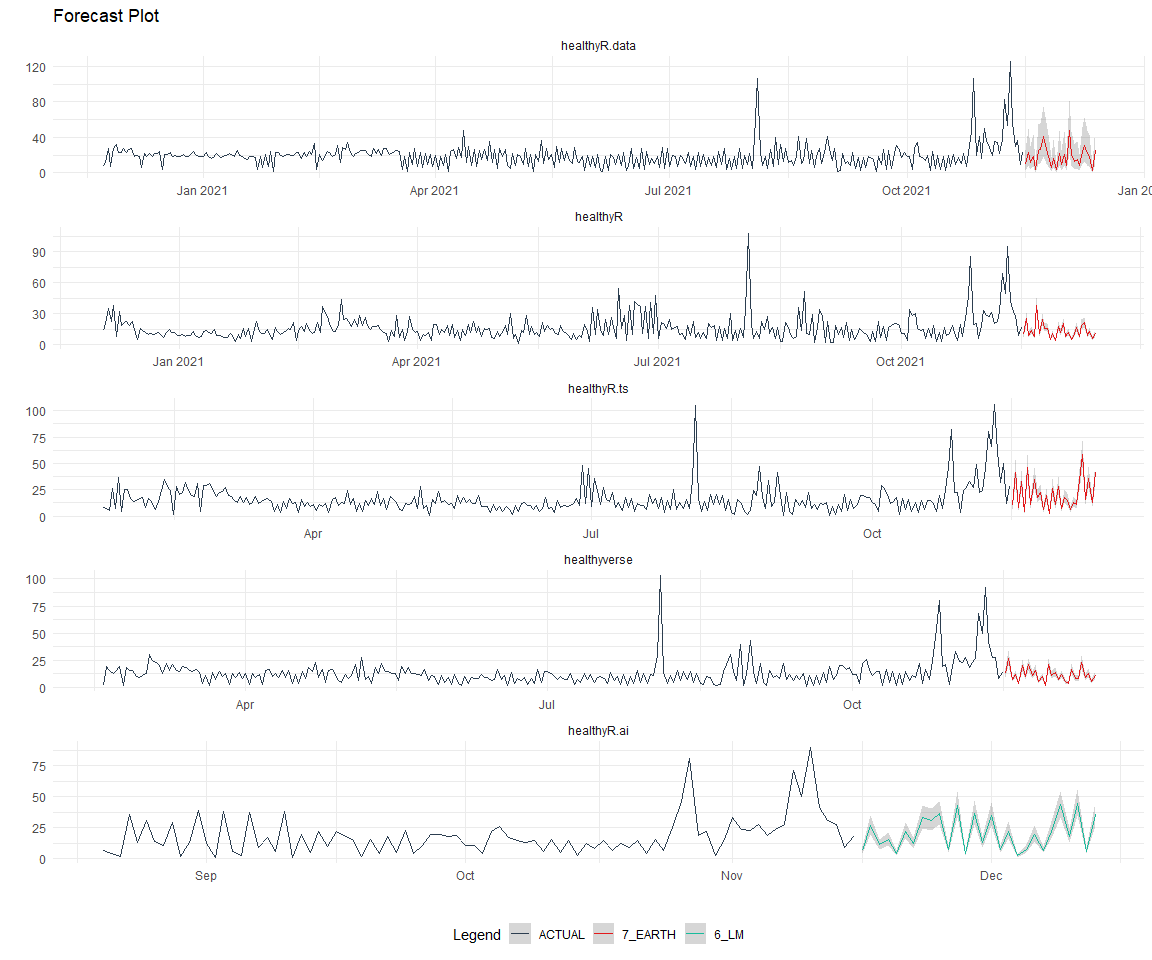 Forecast Plot
healthyR.data
120
80
40
0
Jan 2021
Apr 2021
Jul 2021
Oct 2021
Jan 20
healthyR
90
60
30
0
Jan 2021
Apr 2021
Jul 2021
Oct 2021
healthyR.ts
100
75
50
25
0
Apr
Jul
Oct
healthyverse
100
75
50
25
0
Apr
Jul
Oct
healthyR.ai
75
50
25
0
Sep
Oct
Nov
Dec
Legend ACTUAL 7_EARTH 6_LM